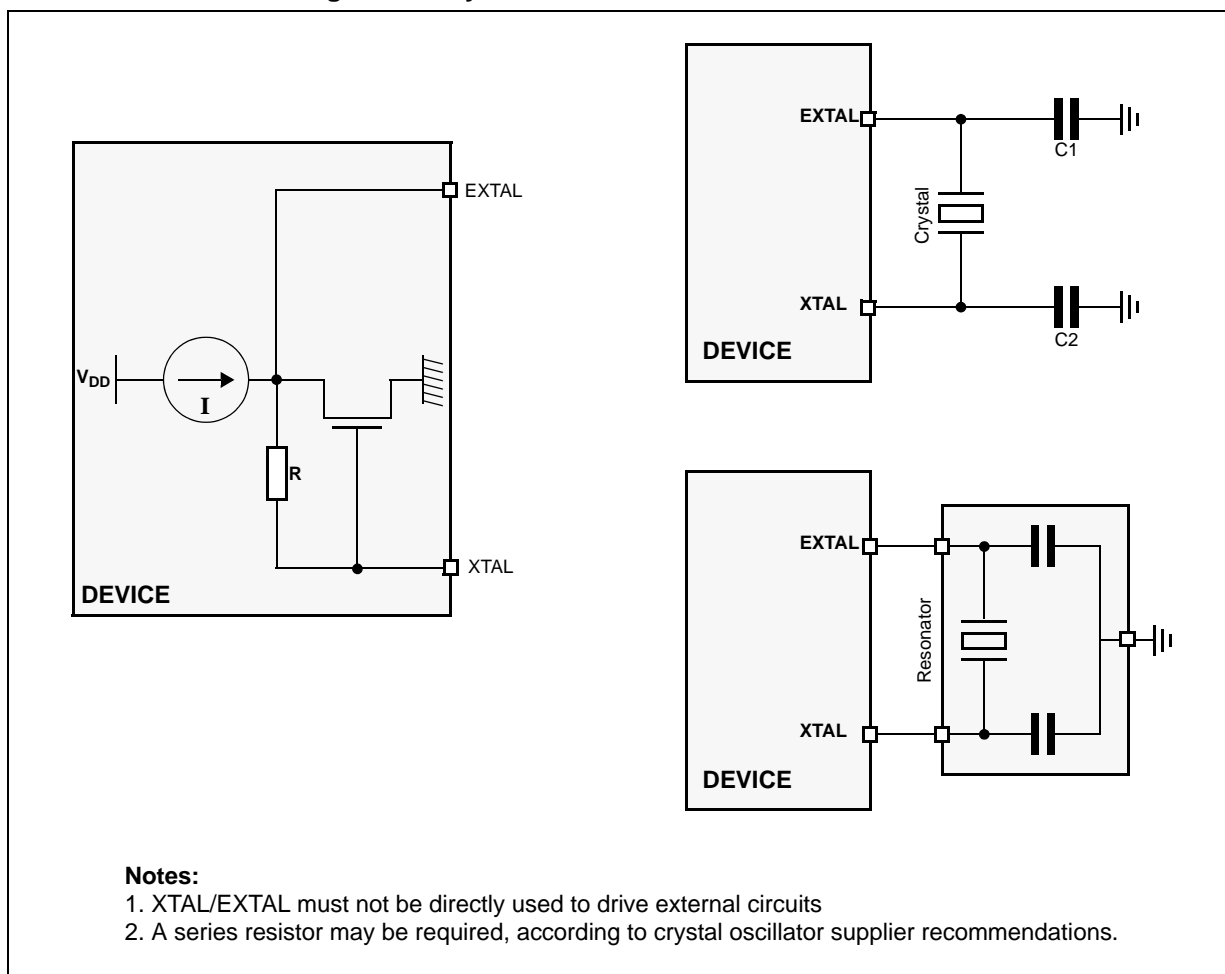 EXTAL
V_DD
I
R
XTAL
DEVICE
EXTAL
C1
Crystal
XTAL
C2
DEVICE
EXTAL
Resonator
XTAL
DEVICE
Notes:
1. XTAL/EXTAL must not be directly used to drive external circuits
2. A series resistor may be required, according to crystal oscillator supplier recommendations.